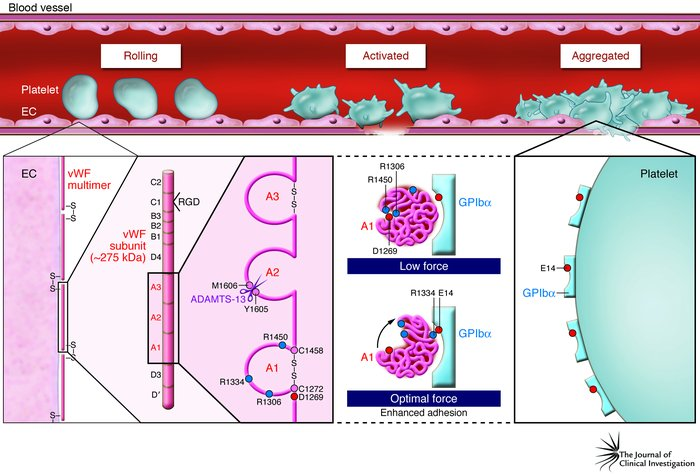 Blood vessel
Rolling
Activated
Aggregated
Platelet
EC
EC
vWF
multimer
S
S
S
S
S
S
S
S
vWF
subunit
(~275 kDa)
C2
C1
RGD
B3
B2
B1
D4
A3
A2
A1
D3
D′
A3
S
S
A2
M1606
ADAMTS-13
Y1605
S
S
R1450
C1458
A1
S
S
R1334
C1272
R1306
D1269
R1306
R1450
GPIbα
A1
D1269
Low force
R1334 E14
GPIbα
A1
Optimal force
Enhanced adhesion
Platelet
E14
GPIbα
The Journal of
Clinical Investigation